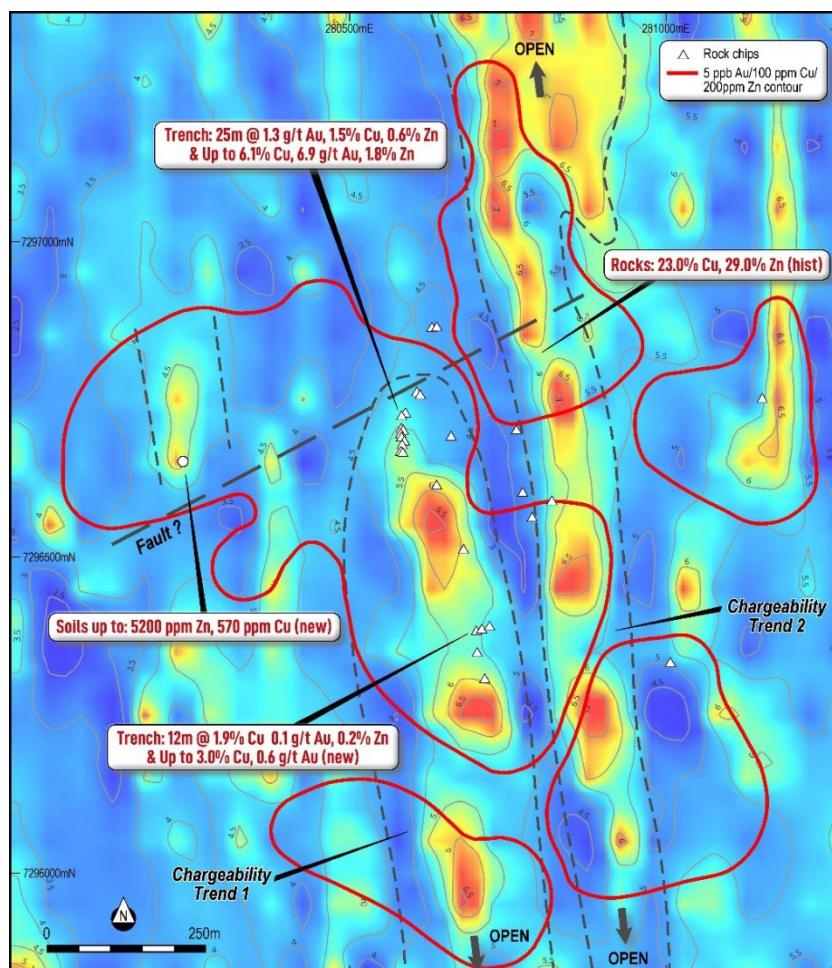 280500mE
281000mE
OPEN
Rock chips
5 ppb Au/100 ppm Cu/
200ppm Zn contour
Trench: 25m @ 1.3 g/t Au, 1.5% Cu, 0.6% Zn
& Up to 6.1% Cu, 6.9 g/t Au, 1.8% Zn
7297000mN
Rocks: 23.0% Cu, 29.0% Zn (hist)
Fault ?
7296500mN
Soils up to: 5200 ppm Zn, 570 ppm Cu (new)
Chargeability
Trend 2
Trench: 12m @ 1.9% Cu 0.1 g/t Au, 0.2% Zn
& Up to 3.0% Cu, 0.6 g/t Au (new)
7296000mN
Chargeability
Trend 1
N
0
250m
OPEN
OPEN